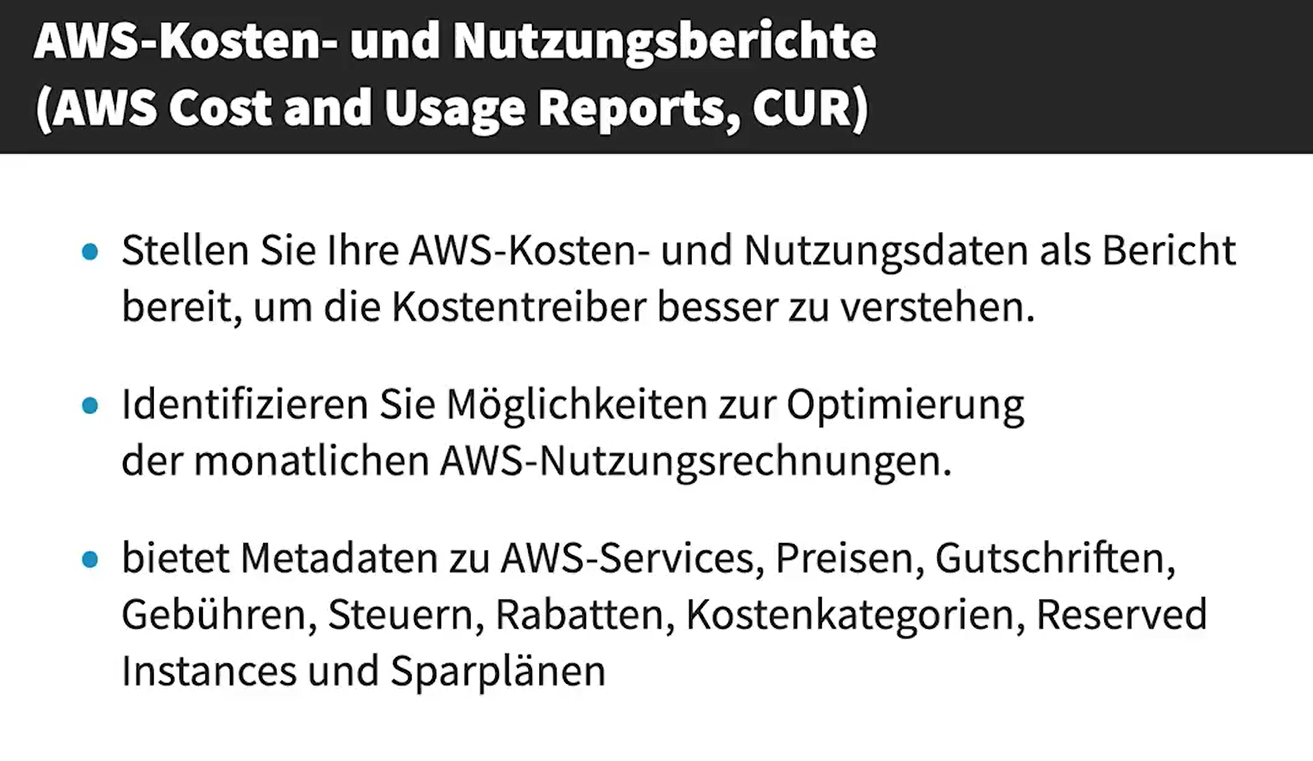 AWS-Kosten- und Nutzungsberichte
(AWS Cost and Usage Reports, CUR)
• Stellen Sie Ihre AWS-Kosten- und Nutzungsdaten als Bericht
bereit, um die Kostentreiber besser zu verstehen.
• Identifizieren Sie Möglichkeiten zur Optimierung
der monatlichen AWS-Nutzungsrechnungen.
• bietet Metadaten zu AWS-Services, Preisen, Gutschriften,
Gebühren, Steuern, Rabatten, Kostenkategorien, Reserved
Instances und Sparplänen